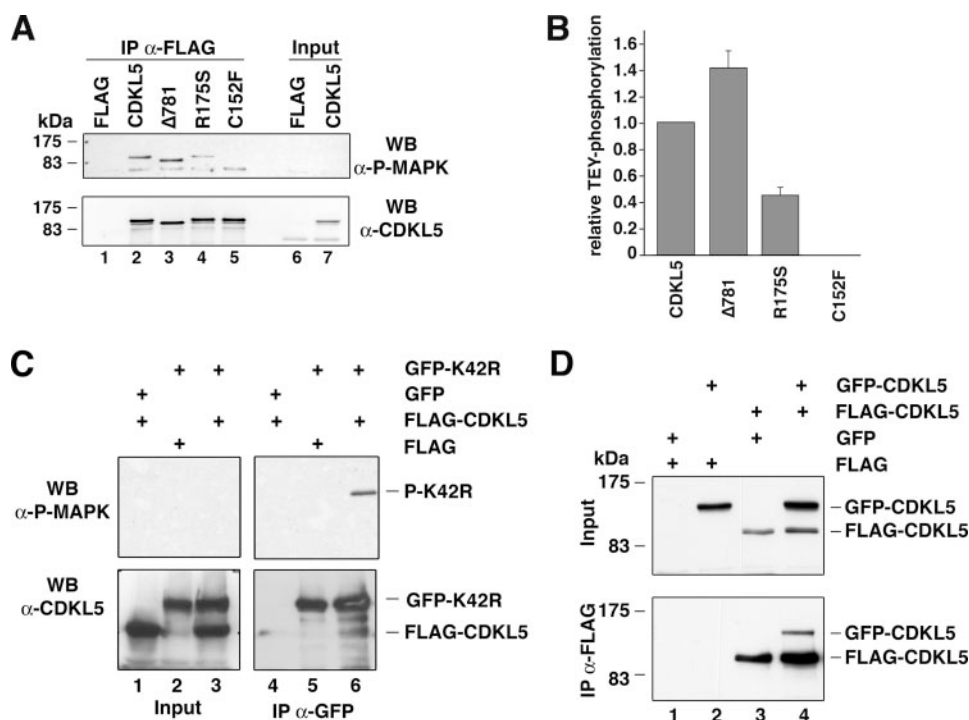 A
IP α-FLAG
Input
FLAG
CDKL5
Δ781
R175S
C152F
FLAG
CDKL5
kDa
175
83
WB
α-P-MAPK
175
83
WB
α-CDKL5
1 2 3 4 5 6 7
B
relative TEY-phosphorylation
1.6
1.4
1.2
1.0
0.8
0.6
0.4
0.2
0
CDKL5
Δ781
R175S
C152F
C
+ + + + GFP-K42R
+ + GFP
+ + + + FLAG-CDKL5
+ + FLAG
WB
α-P-MAPK
P-K42R
WB
α-CDKL5
GFP-K42R
FLAG-CDKL5
1 2 3 4 5 6
Input
IP α-GFP
D
+ + GFP-CDKL5
+ + FLAG-CDKL5
+ + GFP
+ + FLAG
kDa
175
83
Input
GFP-CDKL5
FLAG-CDKL5
175
83
IP α-FLAG
GFP-CDKL5
FLAG-CDKL5
1 2 3 4